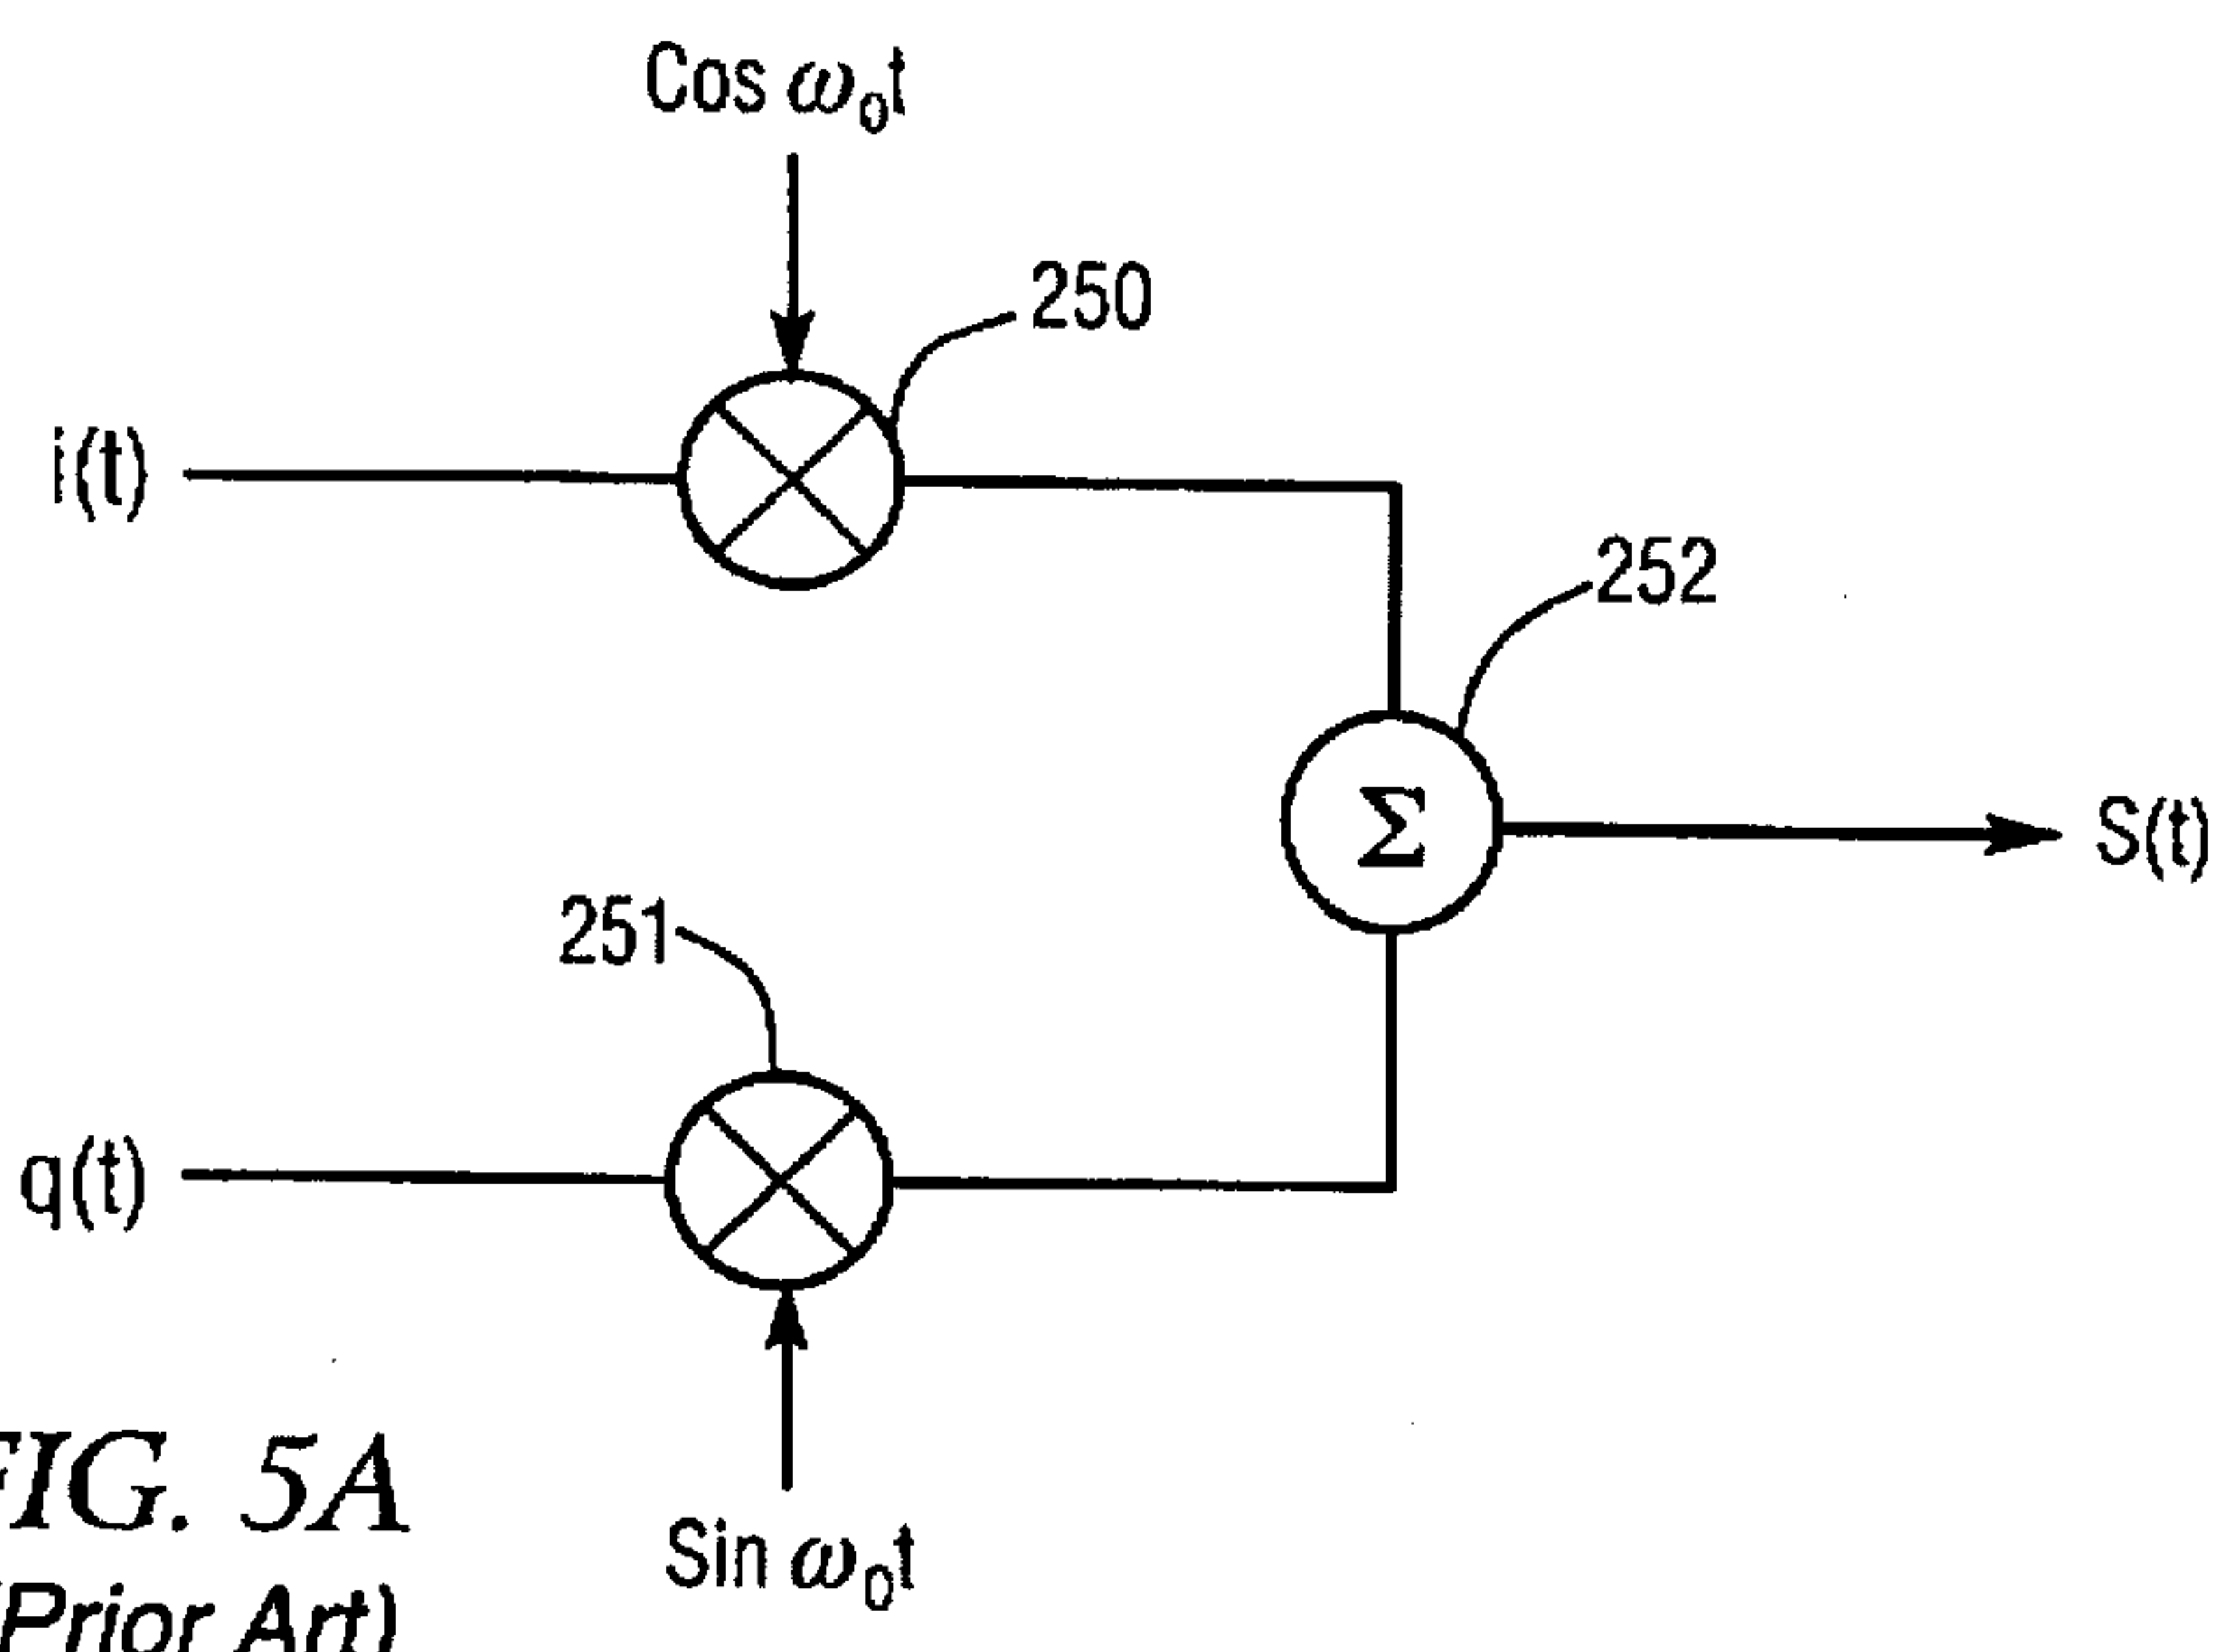 Cos ω₀t
250
i(t)
252
Σ
S(t)
251
q(t)
FIG. 5A
Sin ω₀t
(Prior Art)